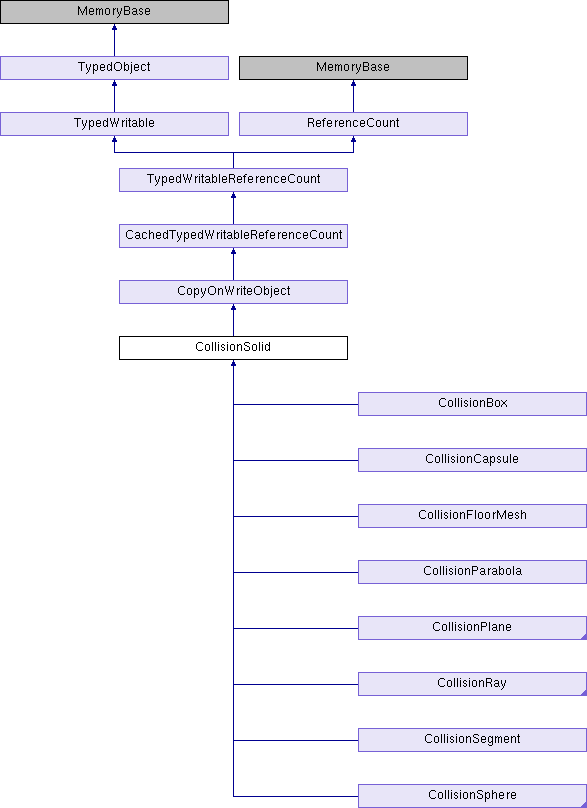 MemoryBase
TypedObject
MemoryBase
TypedWritable
ReferenceCount
TypedWritableReferenceCount
CachedTypedWritableReferenceCount
CopyOnWriteObject
CollisionSolid
CollisionBox
CollisionCapsule
CollisionFloorMesh
CollisionParabola
CollisionPlane
CollisionRay
CollisionSegment
CollisionSphere